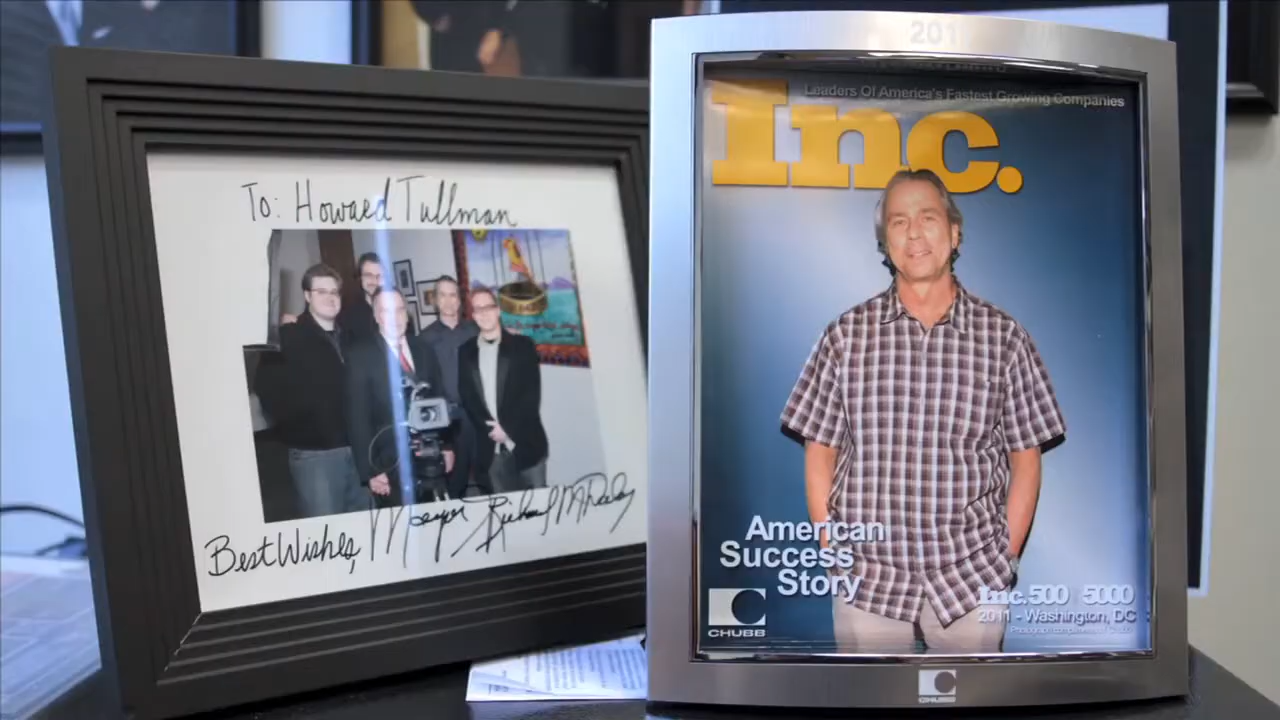 To: Howard Tullman
Best Wishes, Mayor Richard M Daley
Leaders Of America's Fastest Growing Companies
Inc.
American
Success
Story
CHUBB
Inc. 500 5000
2011 - Washington, DC
CHUBB